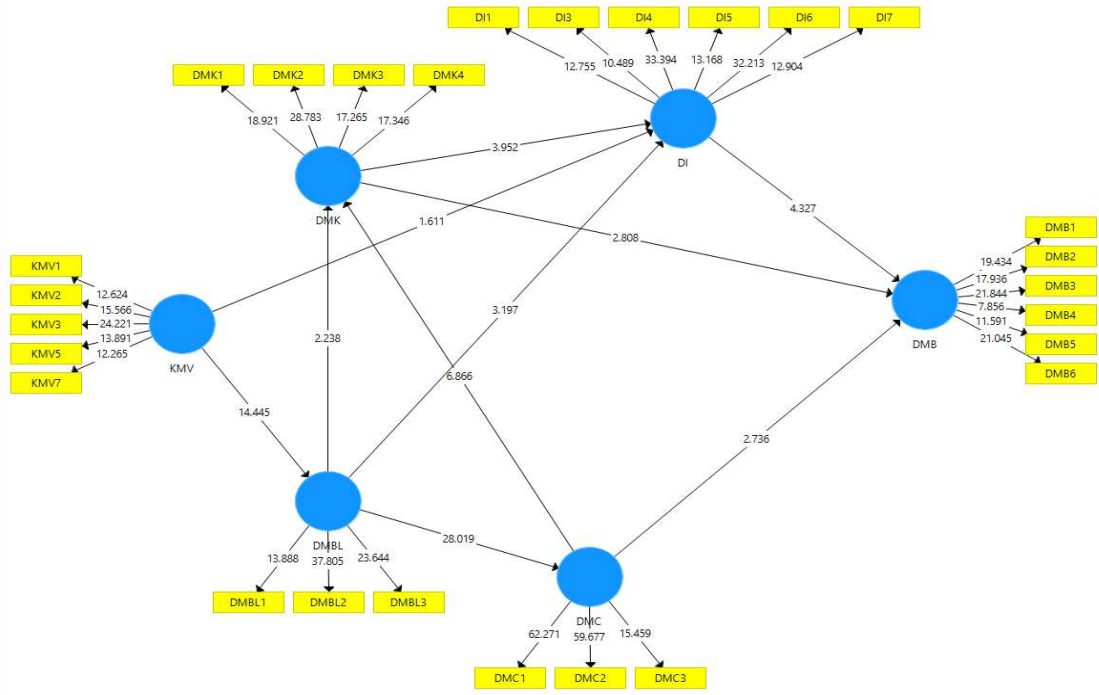 DI1 DI3 DI4 DI5 DI6 DI7
12.755 10.489 33.394 13.168 32.213 12.904
DMK1 DMK2 DMK3 DMK4
18.921 28.783 17.265 17.346
DI
DMK
3.952
1.611
2.808
4.327
KMV1
KMV2
KMV3
KMV5
KMV7
12.624
15.566
24.221
13.891
12.265
KMV
DMB1
DMB2
DMB3
DMB4
DMB5
DMB6
19.434
17.936
21.844
7.856
11.591
21.045
DMB
2.238
3.197
6.866
14.445
2.736
28.019
DMBL
13.888 37.805 23.644
DMBL1 DMBL2 DMBL3
DMC
62.271 59.677 15.459
DMC1 DMC2 DMC3